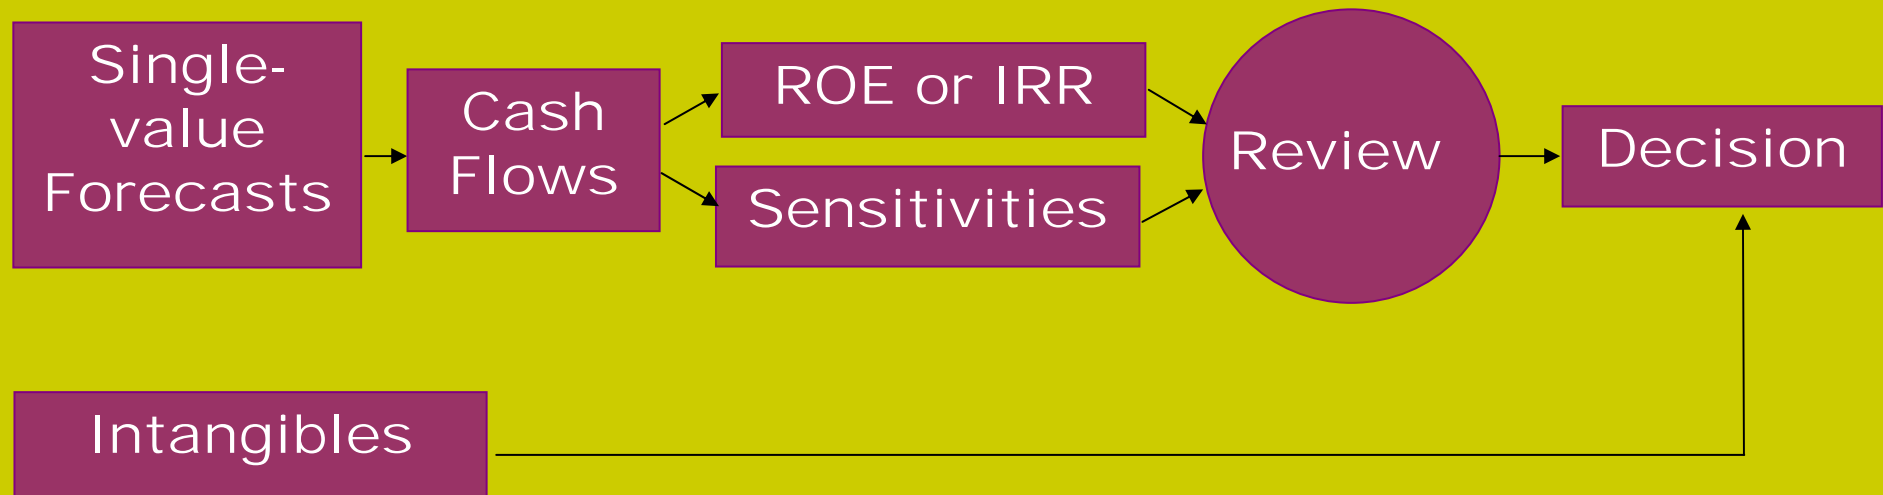 Single-
value
Forecasts
Cash
Flows
ROE or IRR
Sensitivities
Review
Decision
Intangibles